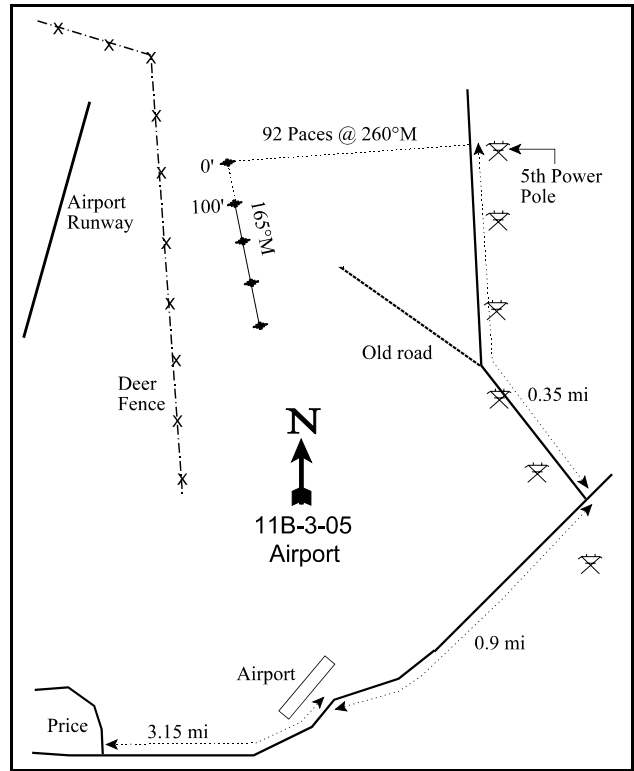 92 Paces @ 260°M
0'
5th Power
Pole
100'
165°M
Airport
Runway
Old road
Deer
Fence
0.35 mi
N
11B-3-05
Airport
0.9 mi
Airport
Price
3.15 mi